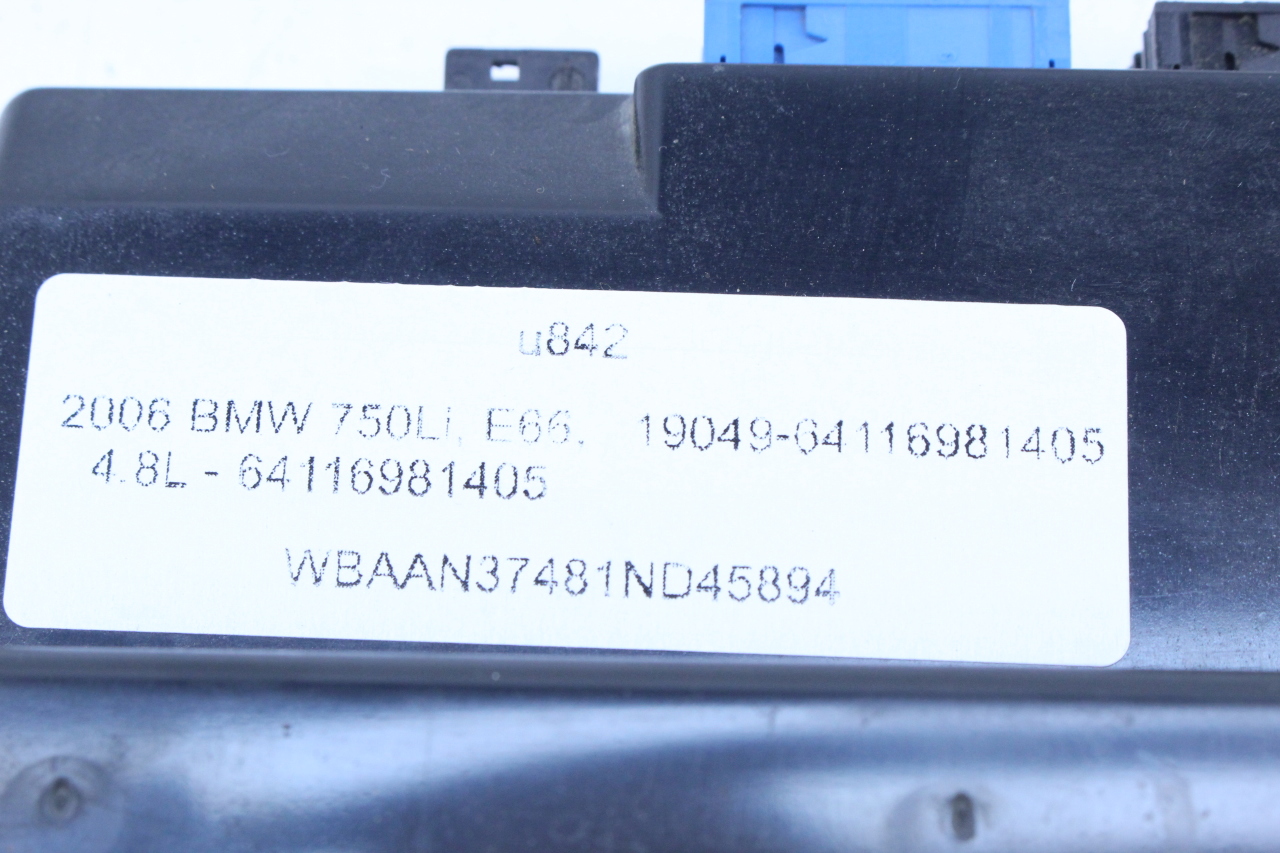 u842
2006 BMW 750Li, E66, 19049-64116981405
4.8L - 64116981405
WBAAN37481ND45894